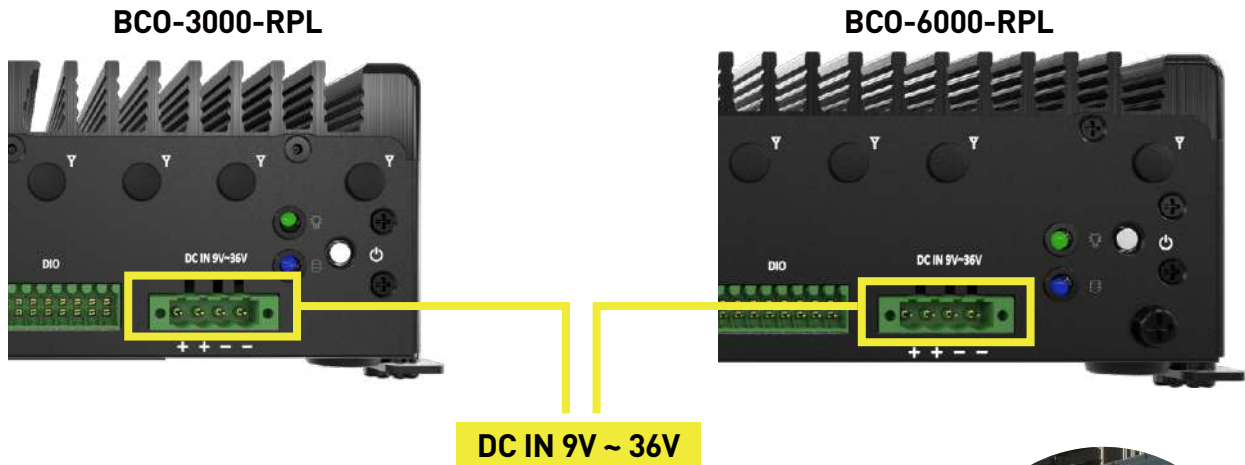 BCO-3000-RPL
BCO-6000-RPL
DIO
DC IN 9V~36V
+ + - -
DIO
DC IN 9V~36V
+ + - -
DC IN 9V ~ 36V